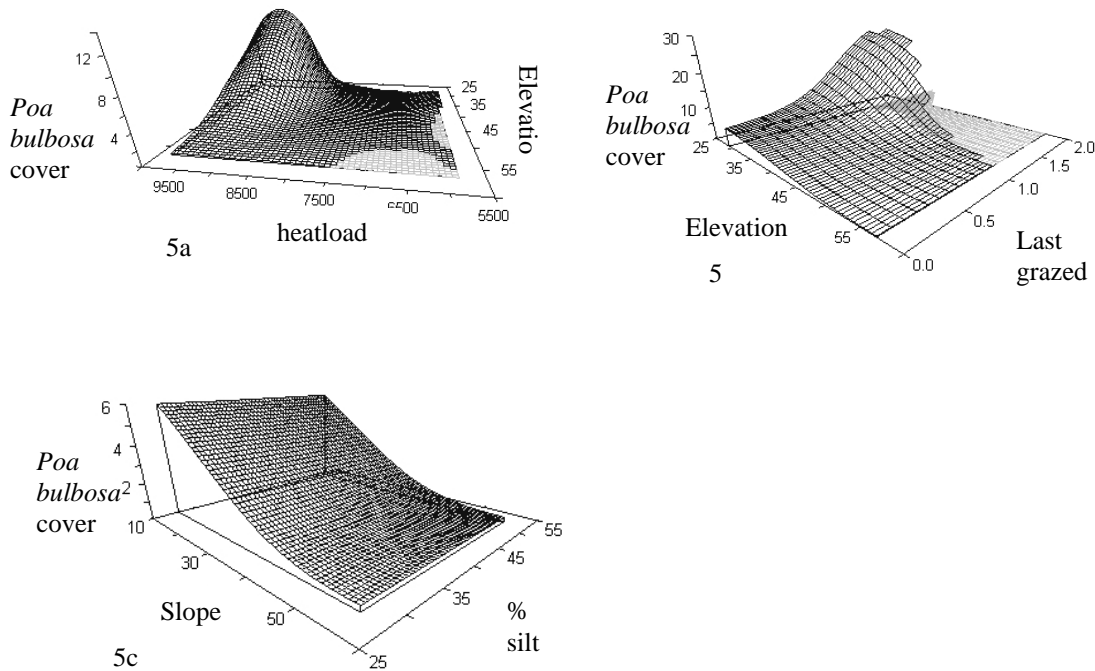 12
8
4
Poa
bulbosa
cover
9500
8500
7500
5500
heatload
25
35
45
55
Elevatio
5a
30
20
10
Poa
bulbosa
cover
25
35
45
55
Elevation
0.0
0.5
1.0
1.5
2.0
Last
grazed
5
6
4
2
Poa
bulbosa
cover
10
30
50
Slope
25
35
45
55
%
silt
5c